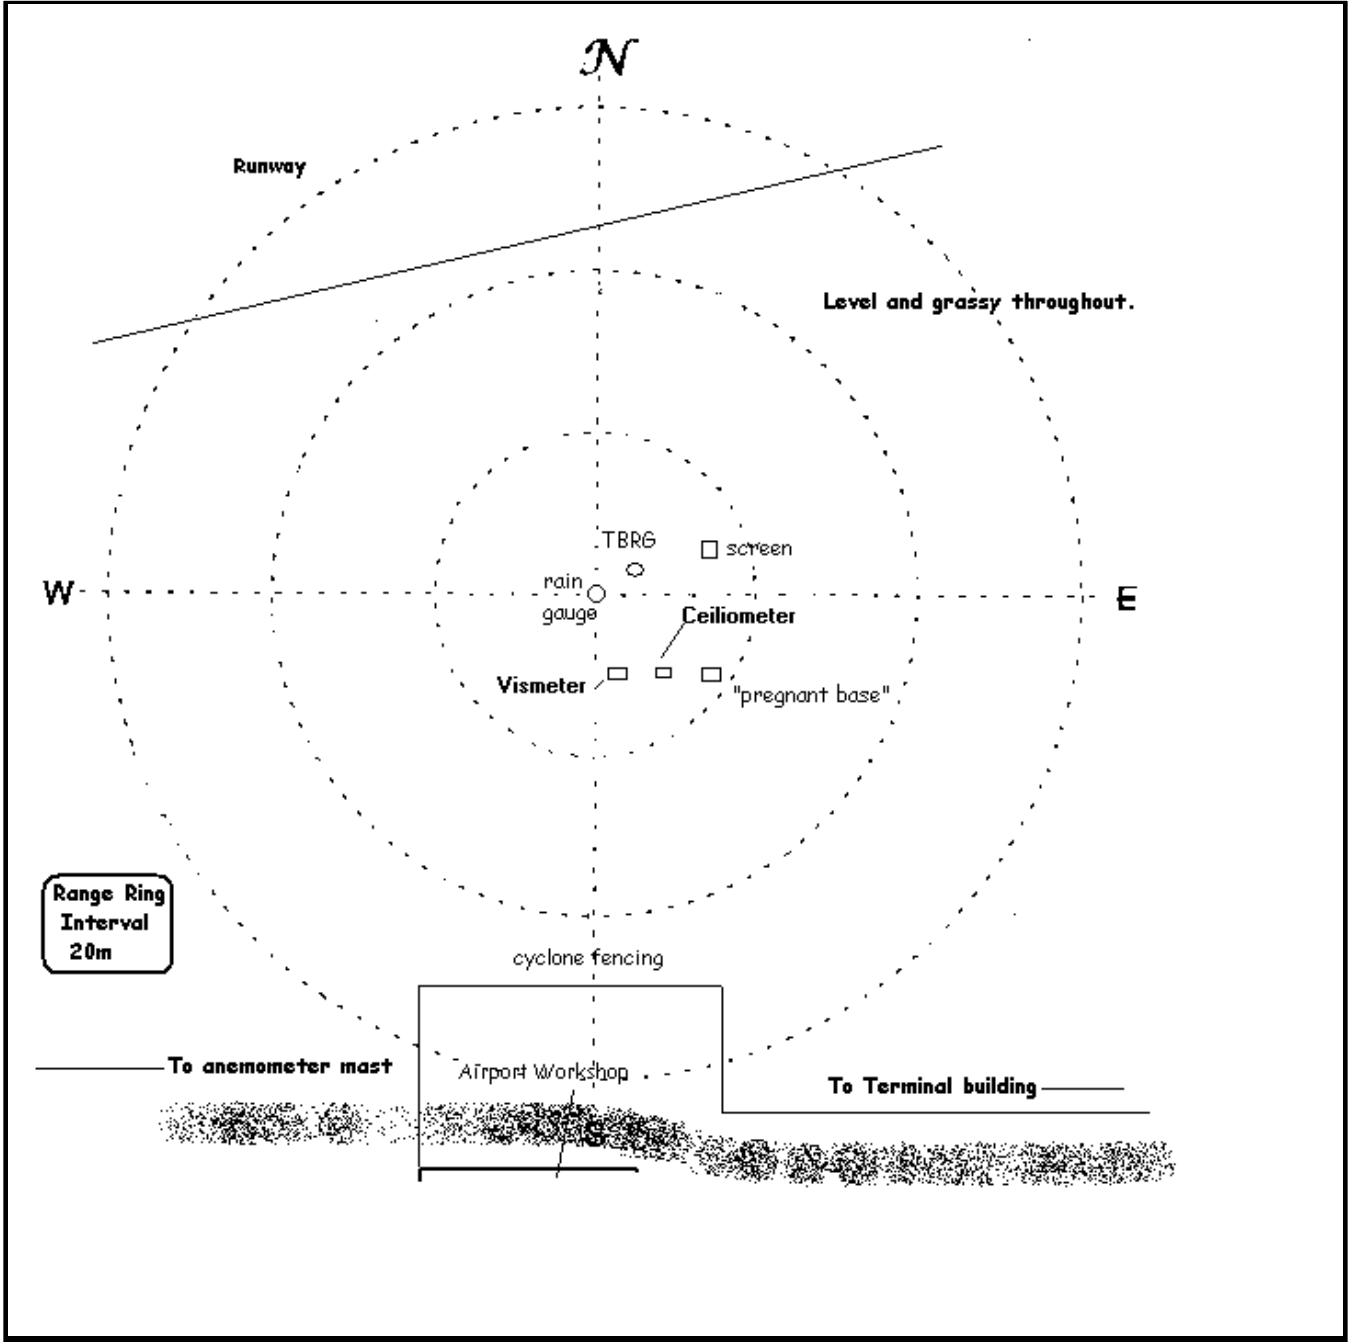 N
Runway
Level and grassy throughout.
TBRG
screen
rain
gauge
W
E
Ceiliometer
Vismeter
"pregnant base"
Range Ring
Interval
20m
cyclone fencing
To anemometer mast
Airport Workshop
To Terminal building
S